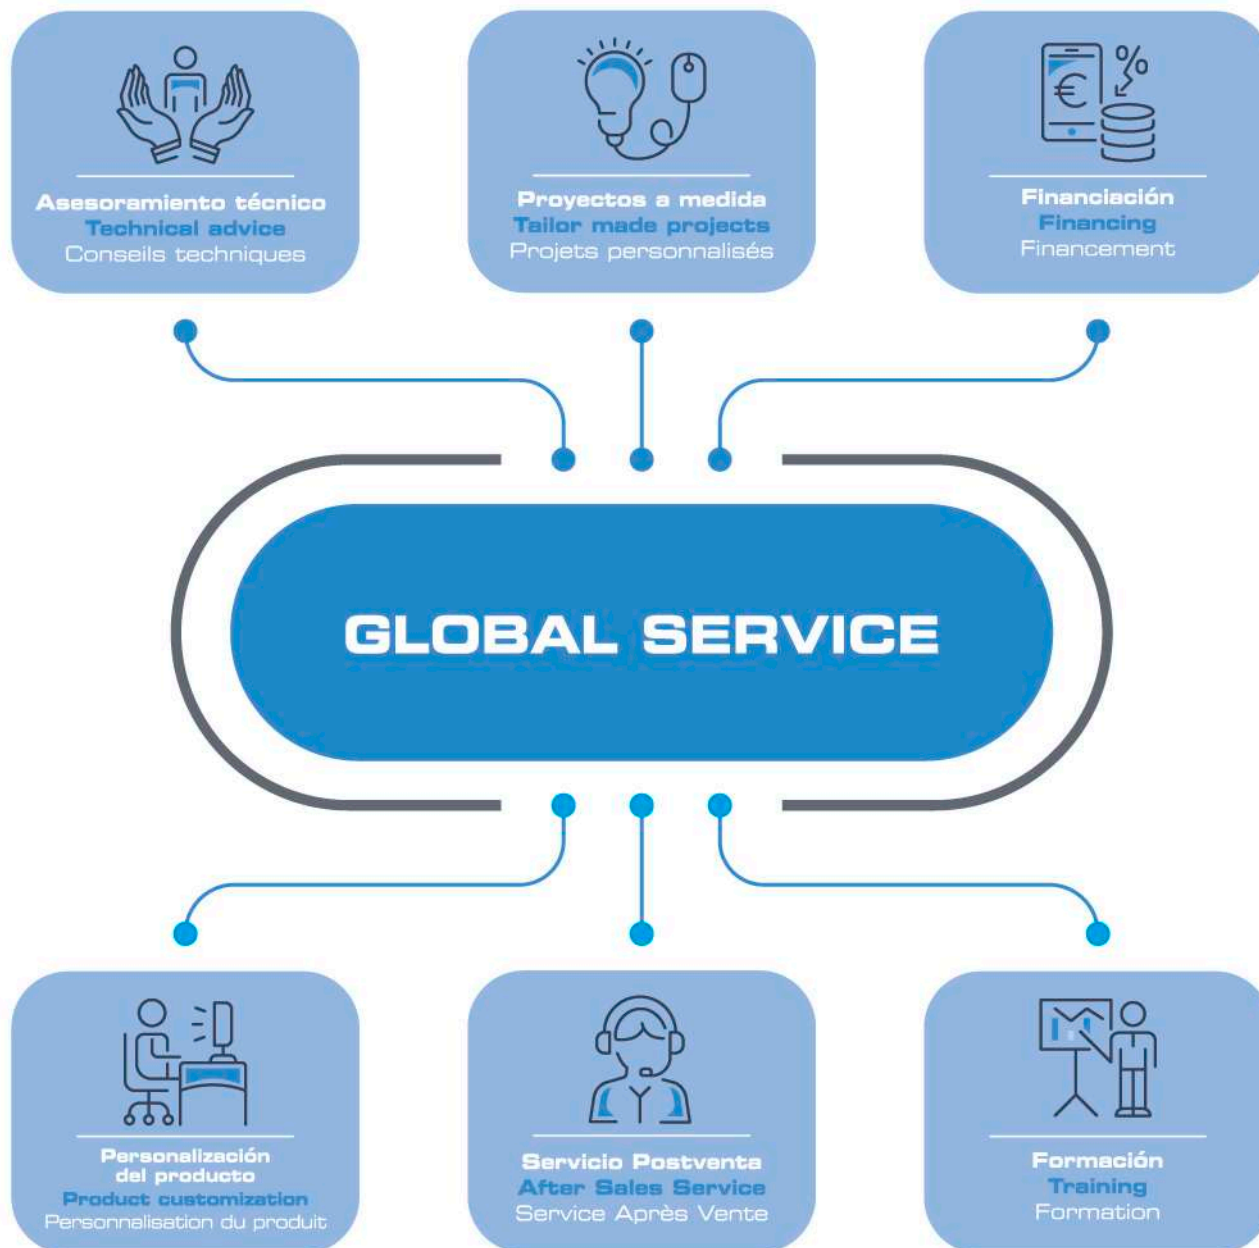 %
€
Asesoramiento técnico
Technical advice
Conseils techniques
Proyectos a medida
Tailor made projects
Projets personnalisés
Financiación
Financing
Financement
GLOBAL SERVICE
Personalización
del producto
Product customization
Personnalisation du produit
Servicio Postventa
After Sales Service
Service Après Vente
Formación
Training
Formation